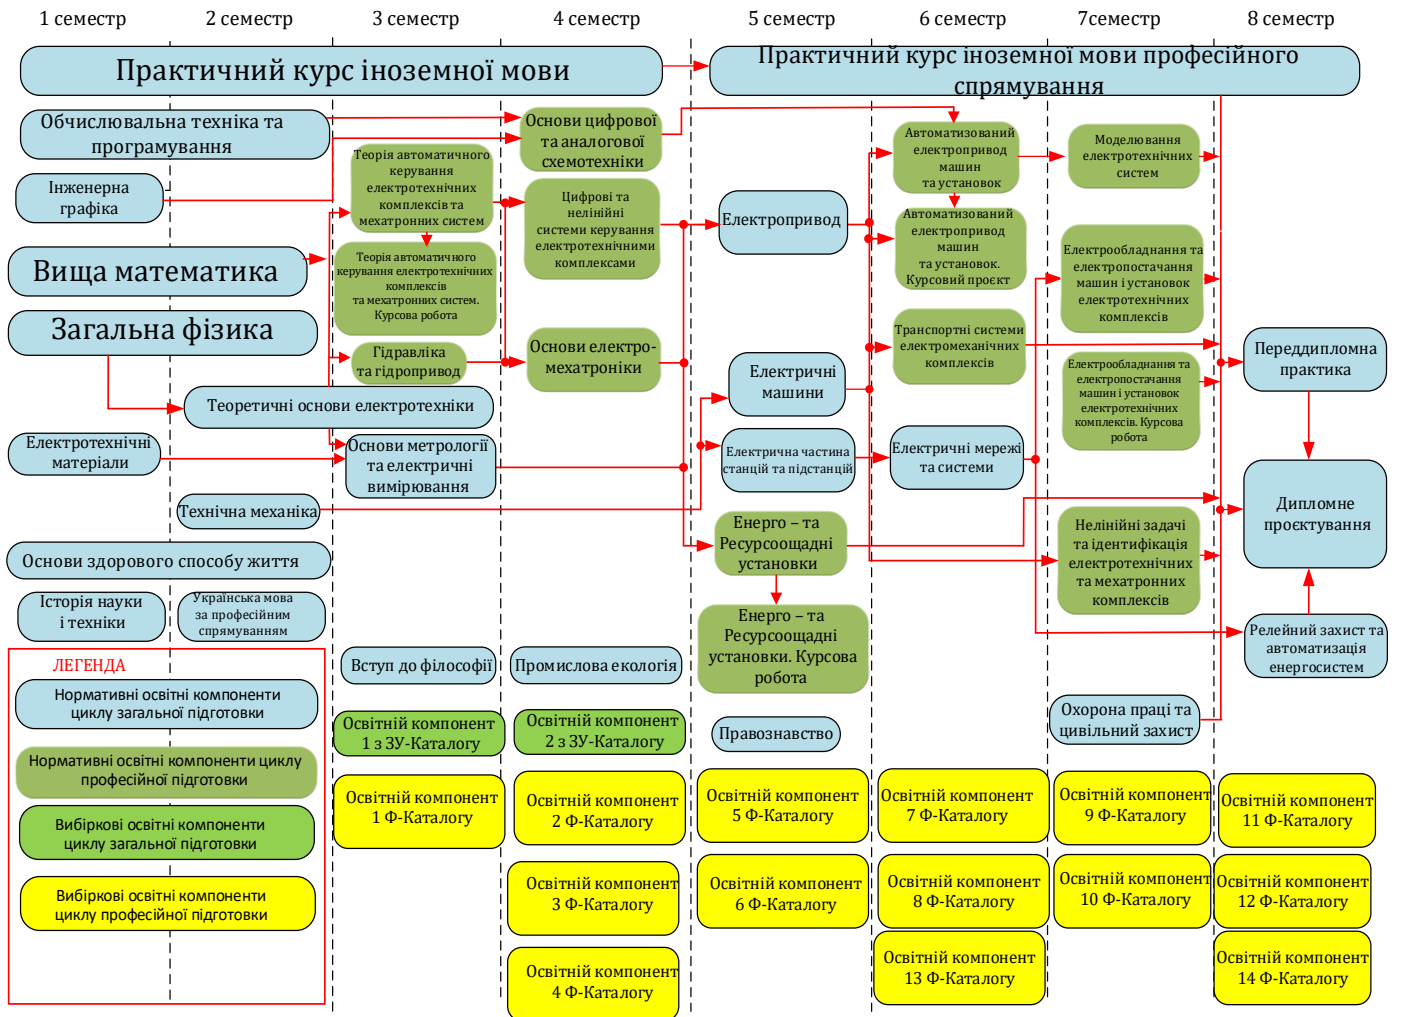 1 семестр
2 семестр
3 семестр
4 семестр
5 семестр
6 семестр
7семестр
8 семестр
Практичний курс іноземної мови
Практичний курс іноземної мови професійного
спрямування
Обчислювальна техніка та
програмування
Інженерна
графіка
Вища математика
Загальна фізика
Теоретичні основи електротехніки
Електротехнічні
матеріали
Технічна механіка
Основи здорового способу життя
Історія науки
і техніки
Українська мова
за професійним
спрямуванням
Теорія автоматичного
керування
електротехнічних
комплексів та
мехатронних систем
Теорія автоматичного
керування електротехнічних
комплексів
та мехатронних систем.
Курсова робота
Гідравліка
та гідропривод
Основи метрології
та електричні
вимірювання
Вступ до філософії
Освітній компонент
1 з ЗУ-Каталогу
Освітній компонент
1 Ф-Каталогу
Основи цифрової
та аналогової
схемотехніки
Цифрові та
нелінійні
системи керування
електротехнічними
комплексами
Основи електро-
мехатроніки
Промислова екологія
Освітній компонент
2 з ЗУ-Каталогу
Освітній компонент
2 Ф-Каталогу
Освітній компонент
3 Ф-Каталогу
Освітній компонент
4 Ф-Каталогу
Електропривод
Електричні
машини
Електрична частина
станцій та підстанцій
Енерго – та
Ресурсоощадні
установки
Енерго – та
Ресурсоощадні
установки. Курсова
робота
Правознавство
Освітній компонент
5 Ф-Каталогу
Освітній компонент
6 Ф-Каталогу
Автоматизований
електропривод
машин
та установок
Автоматизований
електропривод
машин
та установок.
Курсовий проєкт
Транспортні системи
електромеханічних
комплексів
Електричні мережі
та системи
Освітній компонент
7 Ф-Каталогу
Освітній компонент
8 Ф-Каталогу
Освітній компонент
13 Ф-Каталогу
Моделювання
електротехнічних
систем
Електрообладнання та
електропостачання
машин і установок
електротехнічних
комплексів
Електрообладнання та
електропостачання
машин і установок
електротехнічних
комплексів. Курсова
робота
Нелінійні задачі
та ідентифікація
електротехнічних
та мехатронних
комплексів
Охорона праці та
цивільний захист
Освітній компонент
9 Ф-Каталогу
Освітній компонент
10 Ф-Каталогу
Переддипломна
практика
Дипломне
проєктування
Релейний захист та
автоматизація
енергосистем
Освітній компонент
11 Ф-Каталогу
Освітній компонент
12 Ф-Каталогу
Освітній компонент
14 Ф-Каталогу
ЛЕГЕНДА
Нормативні освітні компоненти
циклу загальної підготовки
Нормативні освітні компоненти циклу
професійної підготовки
Вибіркові освітні компоненти
циклу загальної підготовки
Вибіркові освітні компоненти
циклу професійної підготовки